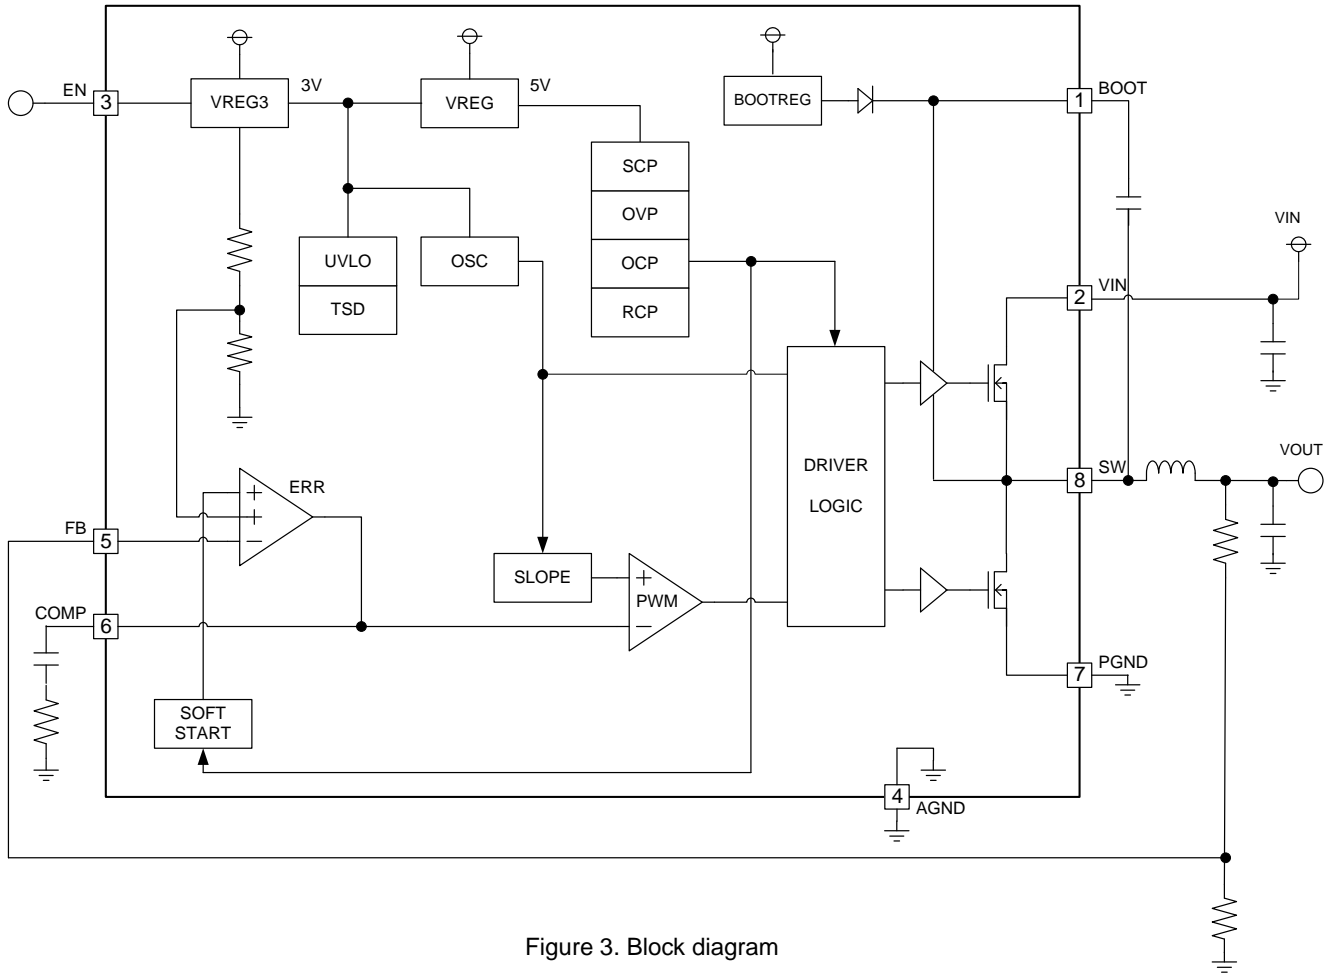 EN
3
VREG3
3V
VREG
5V
BOOTREG
1
BOOT
SCP
OVP
OCP
RCP
UVLO
TSD
OSC
VIN
2
VIN
DRIVER
LOGIC
ERR
FB
5
SLOPE
PWM
8
SW
VOUT
COMP
6
7
PGND
SOFT
START
4
AGND
Figure 3. Block diagram